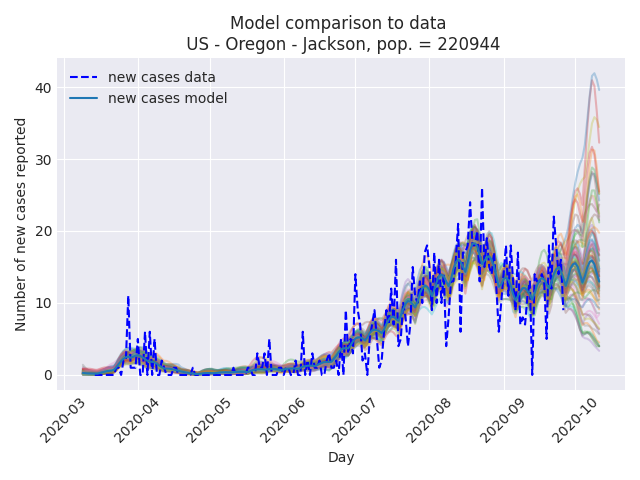 Model comparison to data
US - Oregon - Jackson, pop. = 220944
new cases data
new cases model
Number of new cases reported
40
30
20
10
0
2020-03
2020-04
2020-05
2020-06
2020-07
2020-08
2020-09
2020-10
Day